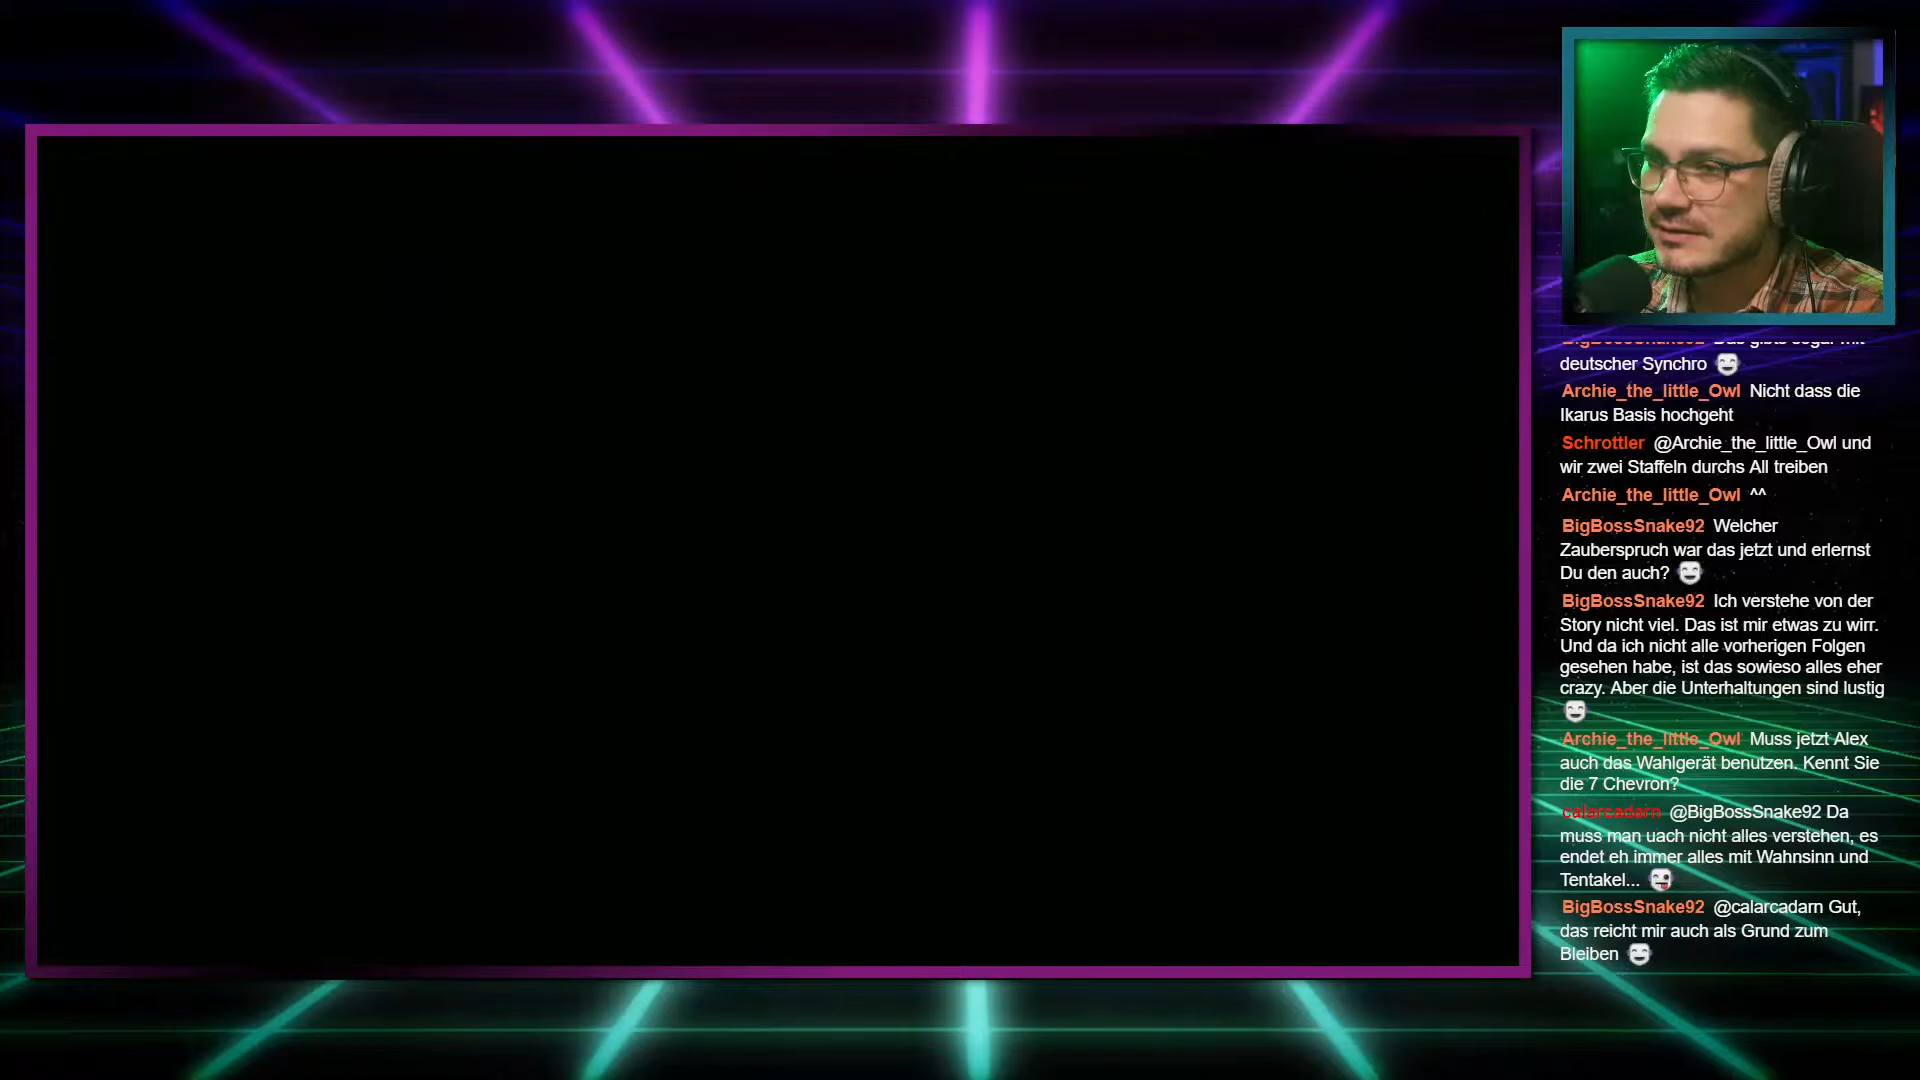 deutscher Synchro
Archie_the_little_Owl Nicht dass die
Ikarus Basis hochgeht
Schrottler @Archie_the_little_Owl und
wir zwei Staffeln durchs All treiben
Archie_the_little_Owl ^^
BigBossSnake92 Welcher
Zauberspruch war das jetzt und erlernst
Du den auch?
BigBossSnake92 Ich verstehe von der
Story nicht viel. Das ist mir etwas zu wirr.
Und da ich nicht alle vorherigen Folgen
gesehen habe, ist das sowieso alles eher
crazy. Aber die Unterhaltungen sind lustig
Archie_the_little_Owl Muss jetzt Alex
auch das Wahlgerät benutzen. Kennt Sie
die 7 Chevron?
calarcadarn @BigBossSnake92 Da
muss man uach nicht alles verstehen, es
endet eh immer alles mit Wahnsinn und
Tentakel...
BigBossSnake92 @calarcadarn Gut,
das reicht mir auch als Grund zum
Bleiben